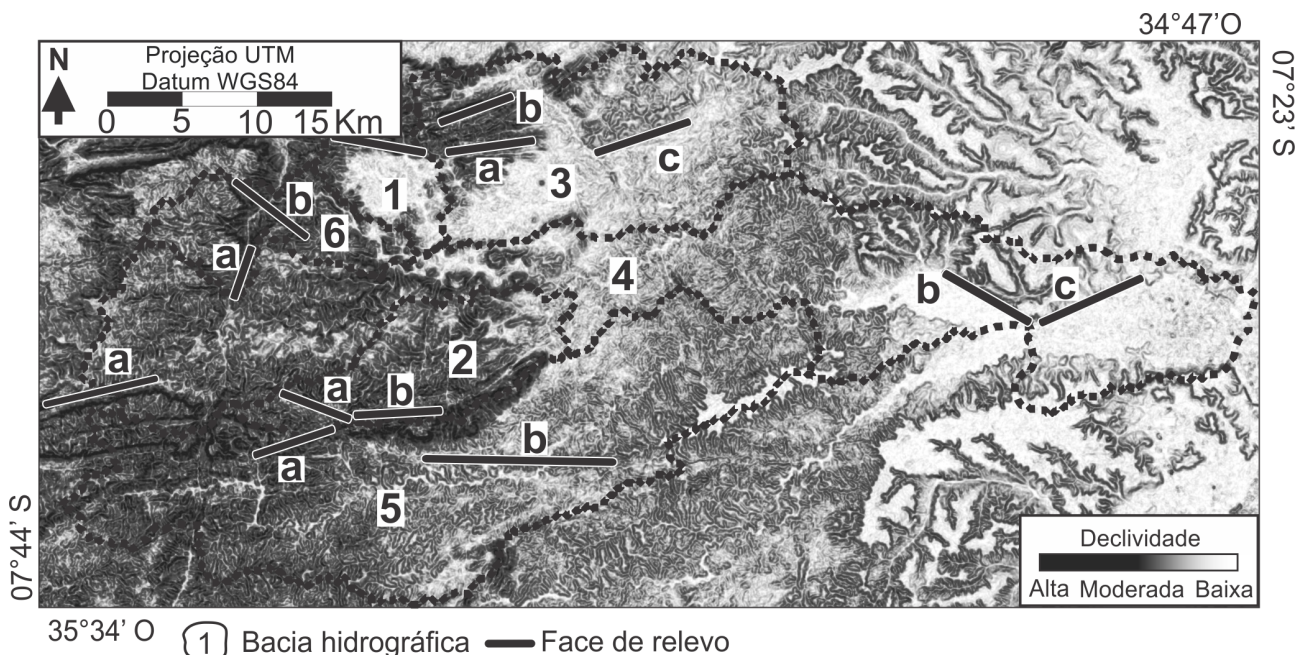 34°47'O
N
Projeção UTM
Datum WGS84
0 5 10 15 Km
07°23' S
b
a
c
1
3
b
6
a
4
b
c
2
a
a
b
a
b
5
07°44' S
Declividade
Alta Moderada Baixa
35°34' O
1 Bacia hidrográfica Face de relevo